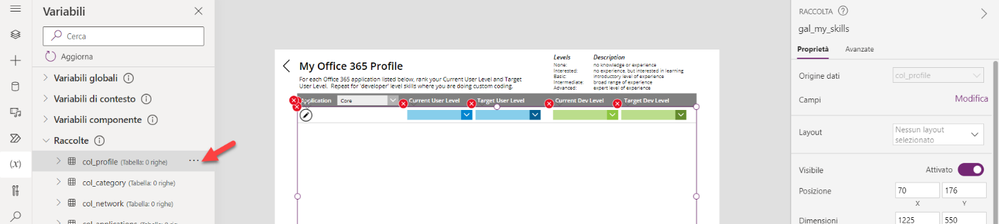 Variabili
Cerca
Aggiorna
Variabili globali
Variabili di contesto
Variabili componente
Raccolte
col_profile (Tabella: 0 righe) ...
col_category (Tabella: 0 righe)
col_network (Tabella: 0 righe)
My Office 365 Profile
For each Office 365 application listed below, rank your Current User Level and Target
User Level. Repeat for 'developer' level skills where you are doing custom coding.
Levels Description
None: no knowledge or experience
Interested: no experience, but interested in learning
Basic: introductory level of experience
Intermediate: broad range of experience
Advanced: expert level of experience
Application Core Current User Level Target User Level Current Dev Level Target Dev Level
RACCOLTA
gal_my_skills
Proprietà Avanzate
Origine dati col_profile
Campi Modifica
Layout Nessun layout
selezionato
Visibile Attivato
Posizione 70 176
X Y
Dimensioni 1225 550